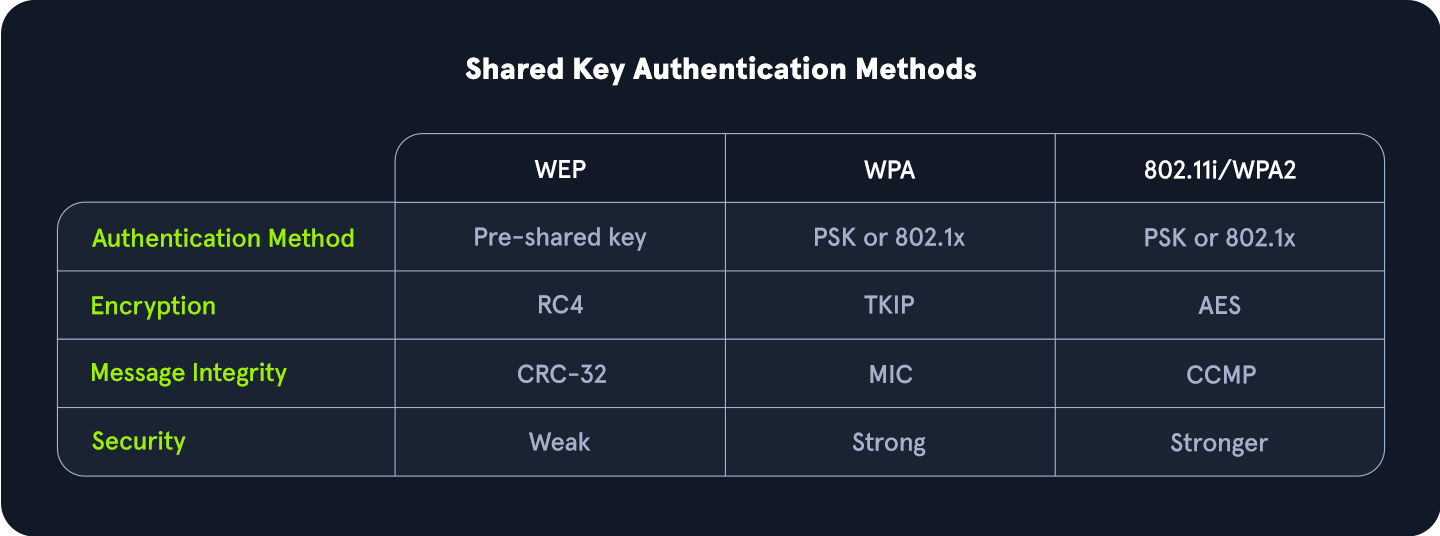 Shared Key Authentication Methods
WEP WPA 802.11i/WPA2
Authentication Method Pre-shared key PSK or 802.1x PSK or 802.1x
Encryption RC4 TKIP AES
Message Integrity CRC-32 MIC CCMP
Security Weak Strong Stronger